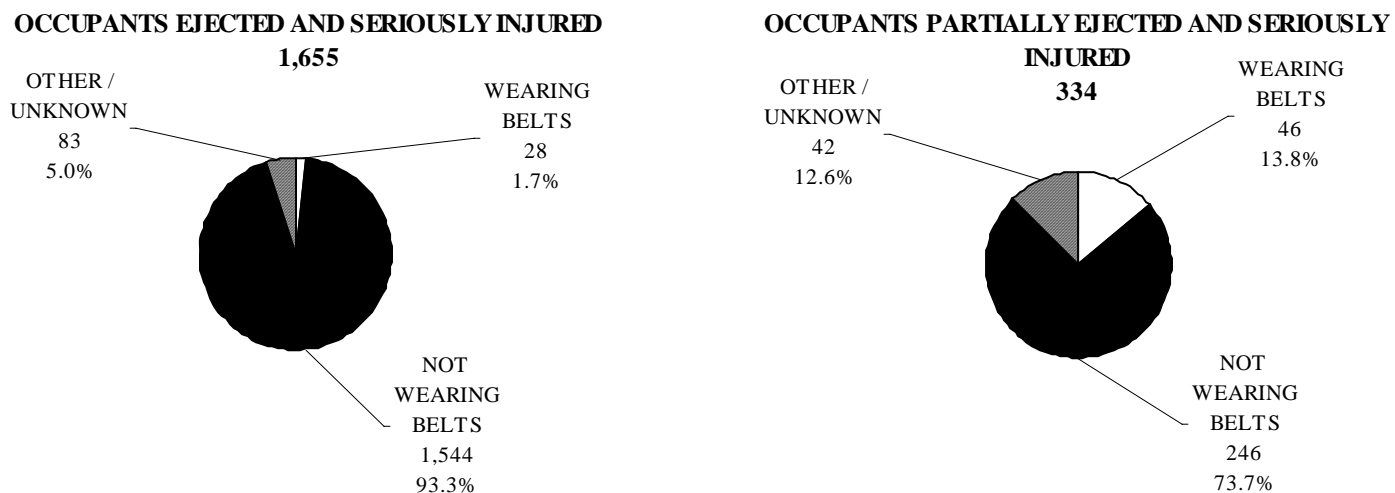 OCCUPANTS EJECTED AND SERIOUSLY INJURED
1,655
OTHER /
UNKNOWN
83
5.0%
WEARING
BELTS
28
1.7%
NOT
WEARING
BELTS
1,544
93.3%
OCCUPANTS PARTIALLY EJECTED AND SERIOUSLY
INJURED
334
OTHER /
UNKNOWN
42
12.6%
WEARING
BELTS
46
13.8%
NOT
WEARING
BELTS
246
73.7%